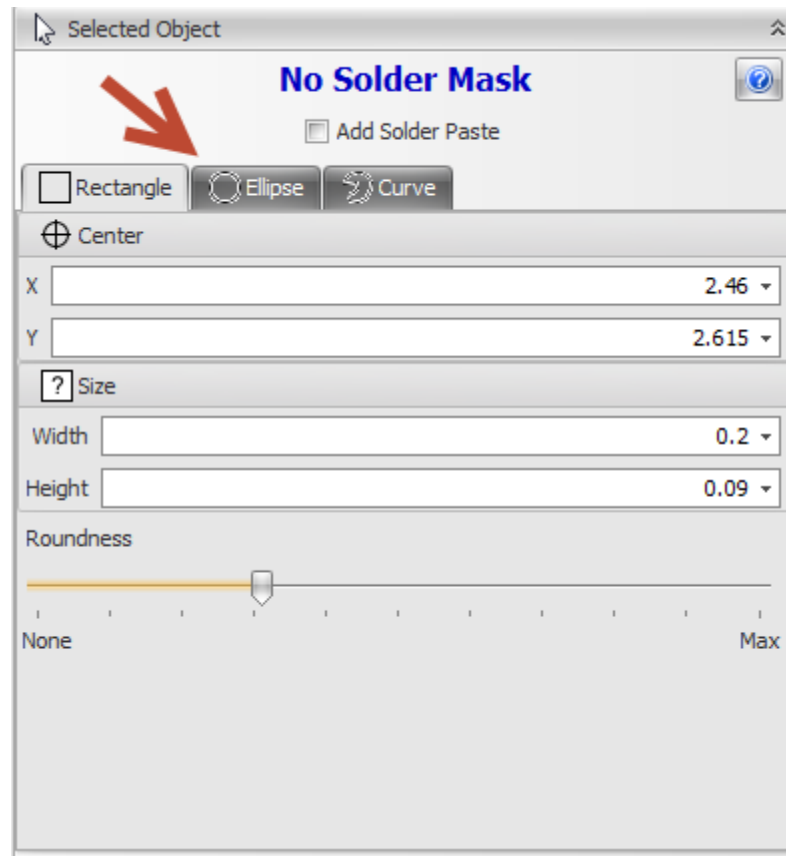 Selected Object
No Solder Mask
Add Solder Paste
Rectangle Ellipse Curve
Center
X 2.46
Y 2.615
? Size
Width 0.2
Height 0.09
Roundness
None Max